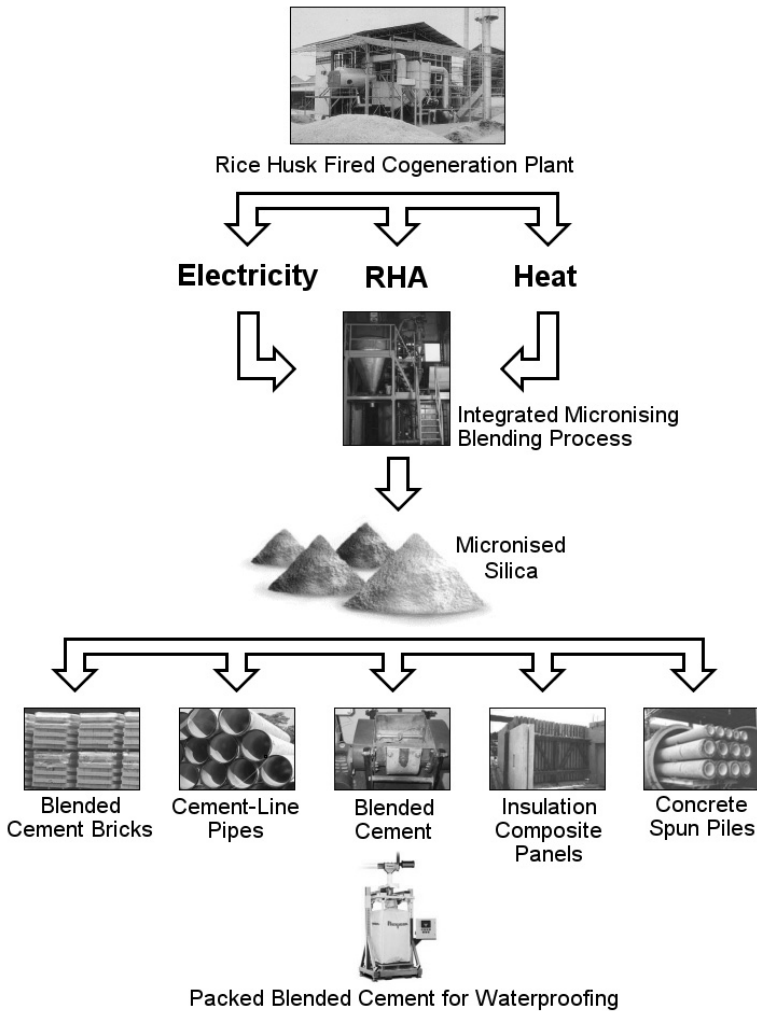 Rice Husk Fired Cogeneration Plant
Electricity
RHA
Heat
Integrated Micronising
Blending Process
Micronised
Silica
Blended
Cement Bricks
Cement-Line
Pipes
Blended
Cement
Insulation
Composite
Panels
Concrete
Spun Piles
Packed Blended Cement for Waterproofing